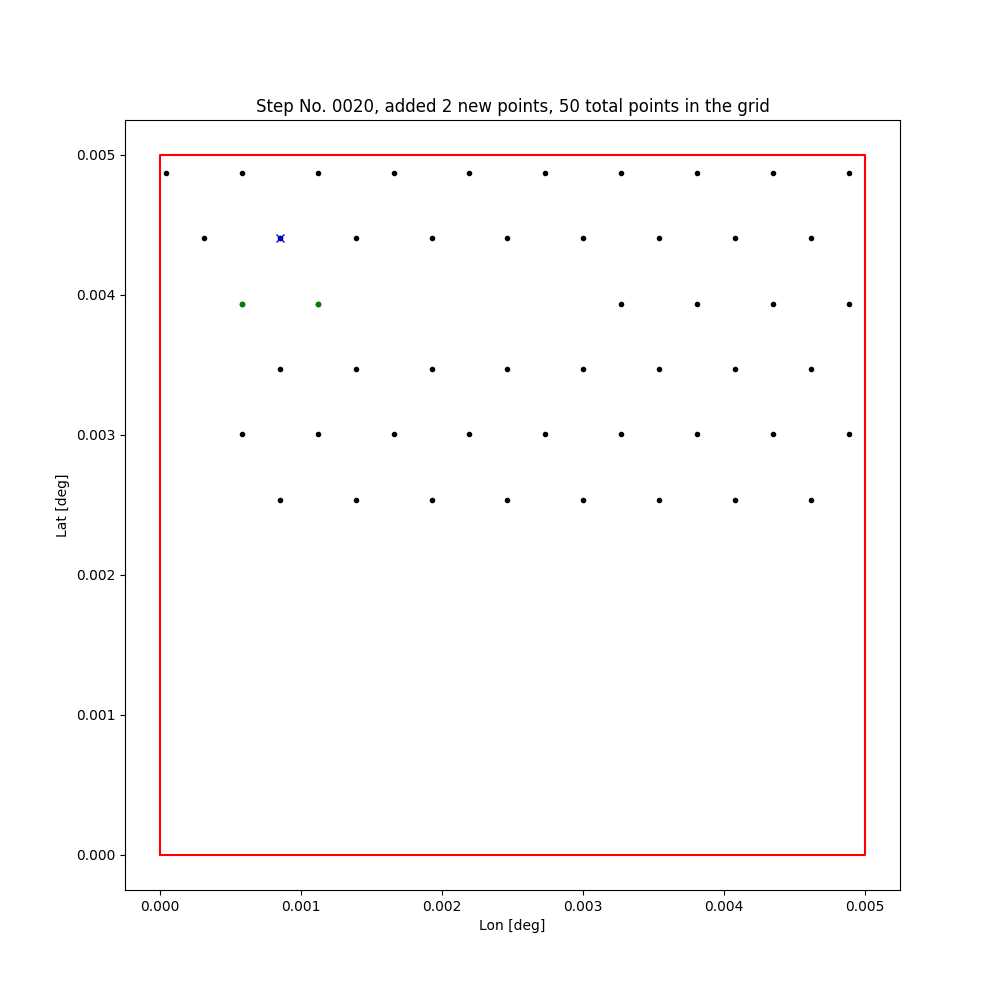 Step No. 0020, added 2 new points, 50 total points in the grid
0.005
0.004
0.003
0.002
0.001
0.000
Lat [deg]
0.000 0.001 0.002 0.003 0.004 0.005
Lon [deg]